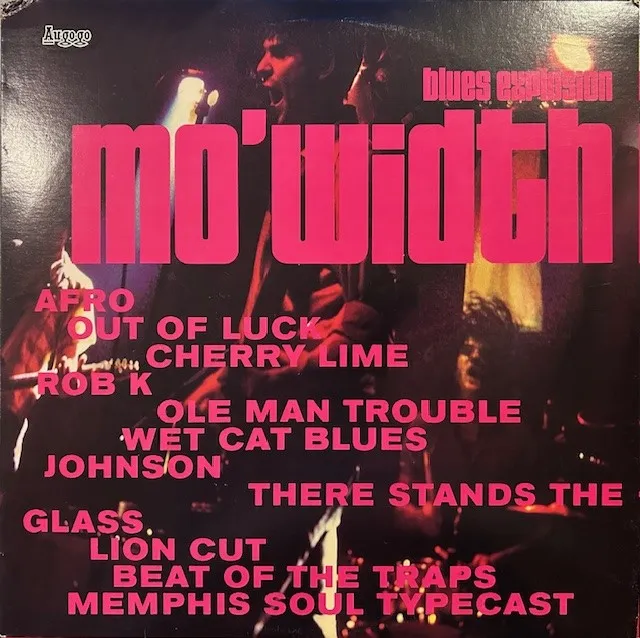 Augogo
blues explosion
mo' width
AFRO
OUT OF LUCK
CHERRY LIME
ROB K
OLE MAN TROUBLE
WET CAT BLUES
JOHNSON
THERE STANDS THE
GLASS
LION CUT
BEAT OF THE TRAPS
MEMPHIS SOUL TYPECAST